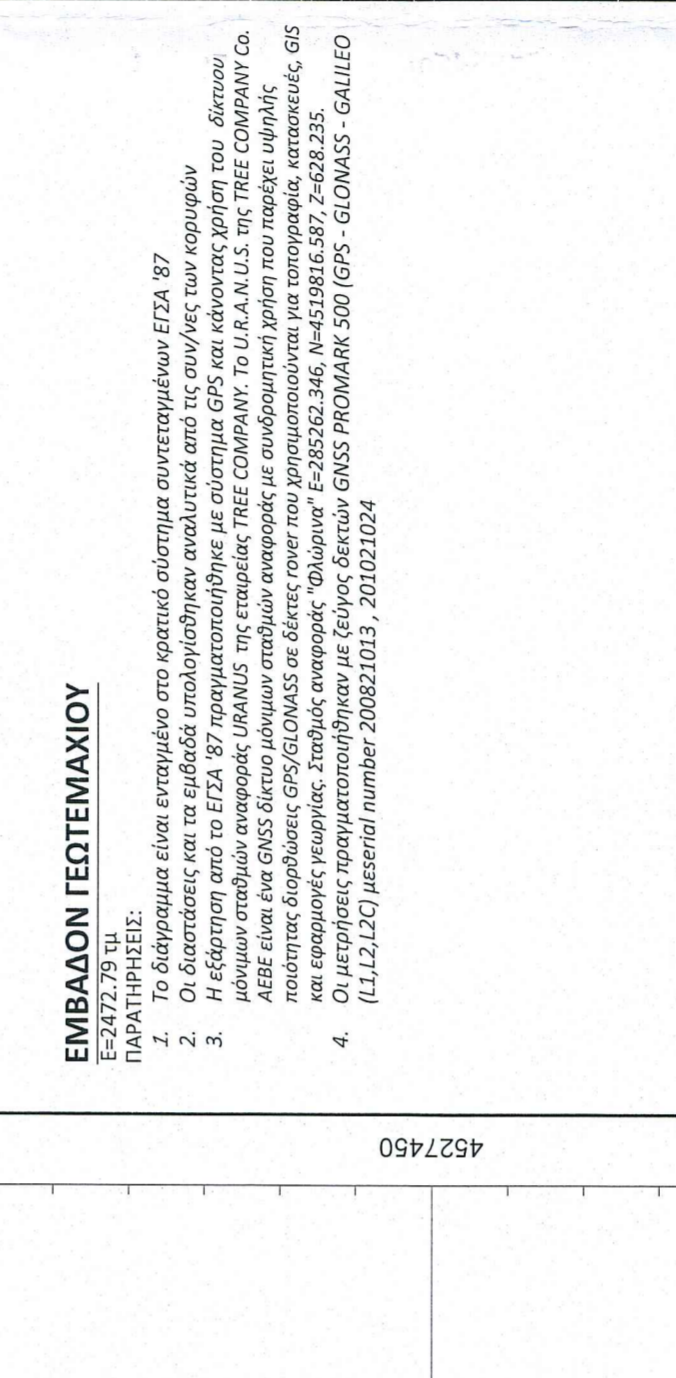 ΕΜΒΑΔΟΝ ΓΕΩΤΕΜΑΧΙΟΥ
Ε=2472.79 τμ
ΠΑΡΑΤΗΡΗΣΕΙΣ:
1. Το διάγραμμα είναι ενταγμένο στο κρατικό σύστημα συντεταγμένων ΕΓΣΑ '87
2. Οι διαστάσεις και τα εμβαδά υπολογίσθηκαν αναλυτικά από τις συν/νες των κορυφών
3. Η εξάρτηση από το ΕΓΣΑ '87 πραγματοποιήθηκε με σύστημα GPS και κάνοντας χρήση του δικτυου
μόνιμων σταθμών αναφοράς URANUS της εταιρείας TREE COMPANY. Το U.R.A.N.U.S. της TREE COMPANY Co.
ΑΕΒΕ είναι ένα GNSS δίκτυο μόνιμων σταθμών αναφοράς με συνδρομητική χρήση που παρέχει υψηλής
ποιότητας διορθώσεις GPS/GLONASS σε δέκτες rover που χρησιμοποιούνται για τοπογραφία, κατασκευές, GIS
και εφαρμογές γεωργίας. Σταθμός αναφοράς "Φλώρινα" E=285262.346, N=4519816.587, Z=628.235.
4. Οι μετρήσεις πραγματοποιήθηκαν με ζεύγος δεκτών GNSS PROMARK 500 (GPS - GLONASS - GALILEO
(L1,L2,L2C) μεserial number 200821013 , 201021024
4527450